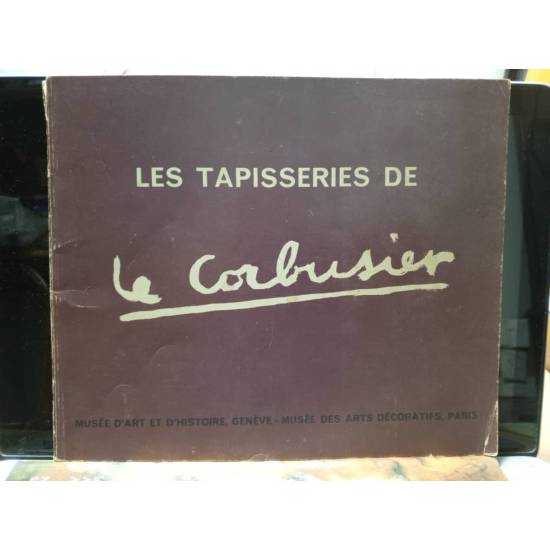 LES TAPISSERIES DE
Le Corbusier
MUSÉE D'ART ET D'HISTOIRE, GENÈVE - MUSÉE DES ARTS DÉCORATIFS, PARIS